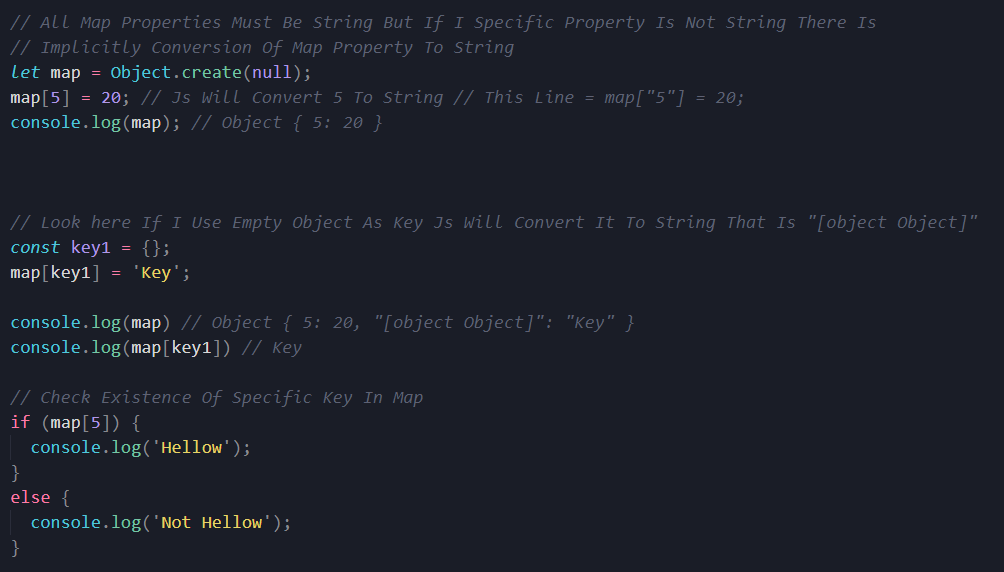 // All Map Properties Must Be String But If I Specific Property Is Not String There Is
// Implicitly Conversion Of Map Property To String
let map = Object.create(null);
map[5] = 20; // Js Will Convert 5 To String // This Line = map["5"] = 20;
console.log(map); // Object { 5: 20 }
// Look here If I Use Empty Object As Key Js Will Convert It To String That Is "[object Object]"
const key1 = {};
map[key1] = 'Key';
console.log(map) // Object { 5: 20, "[object Object]": "Key" }
console.log(map[key1]) // Key
// Check Existence Of Specific Key In Map
if (map[5]) {
  console.log('Hellow');
}
else {
  console.log('Not Hellow');
}